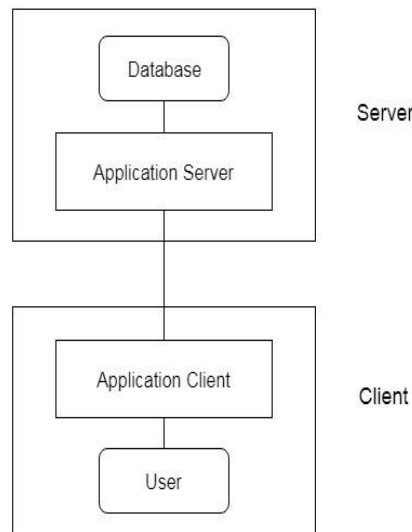 Database
Server
Application Server
Application Client
Client
User